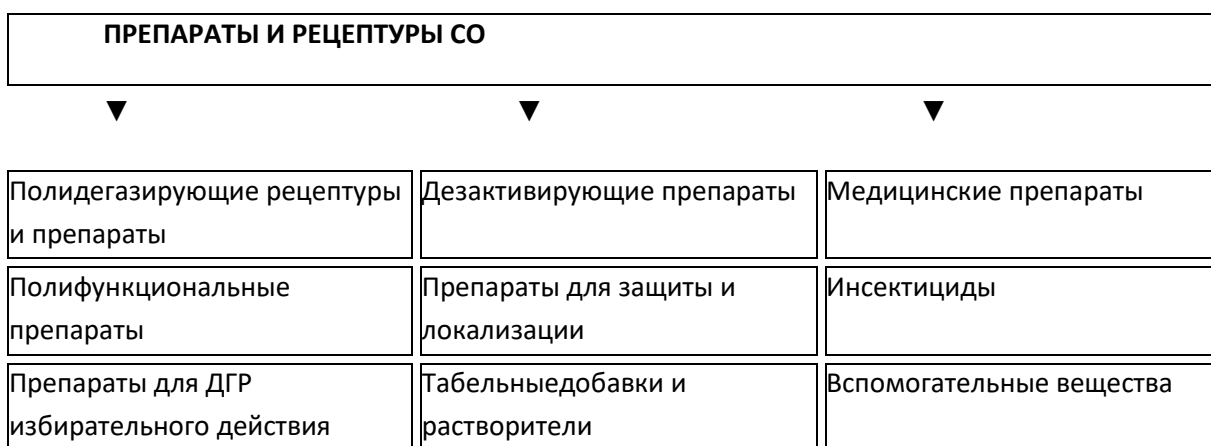 ПРЕПАРАТЫ И РЕЦЕПТУРЫ СО
▼ ▼ ▼
Полидегазирующие рецептуры
и препараты
Дезактивирующие препараты
Медицинские препараты
Полифункциональные
препараты
Препараты для защиты и
локализации
Инсектициды
Препараты для ДГР
избирательного действия
Табельныедобавки и
растворители
Вспомогательные вещества